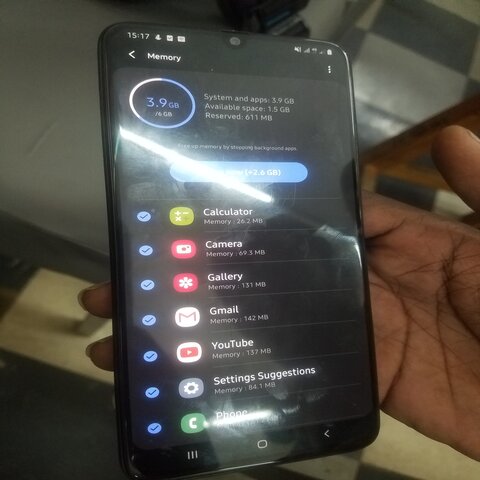 15:17
Memory
3.9 GB
/6 GB
System and apps: 3.9 GB
Available space: 1.5 GB
Reserved: 611 MB
Free up memory by stopping background apps.
now (+2.6 GB)
Calculator
Memory : 26.2 MB
Camera
Memory : 69.3 MB
Gallery
Memory : 131 MB
Gmail
Memory : 142 MB
YouTube
Memory : 137 MB
Settings Suggestions
Memory : 84.1 MB
Phone